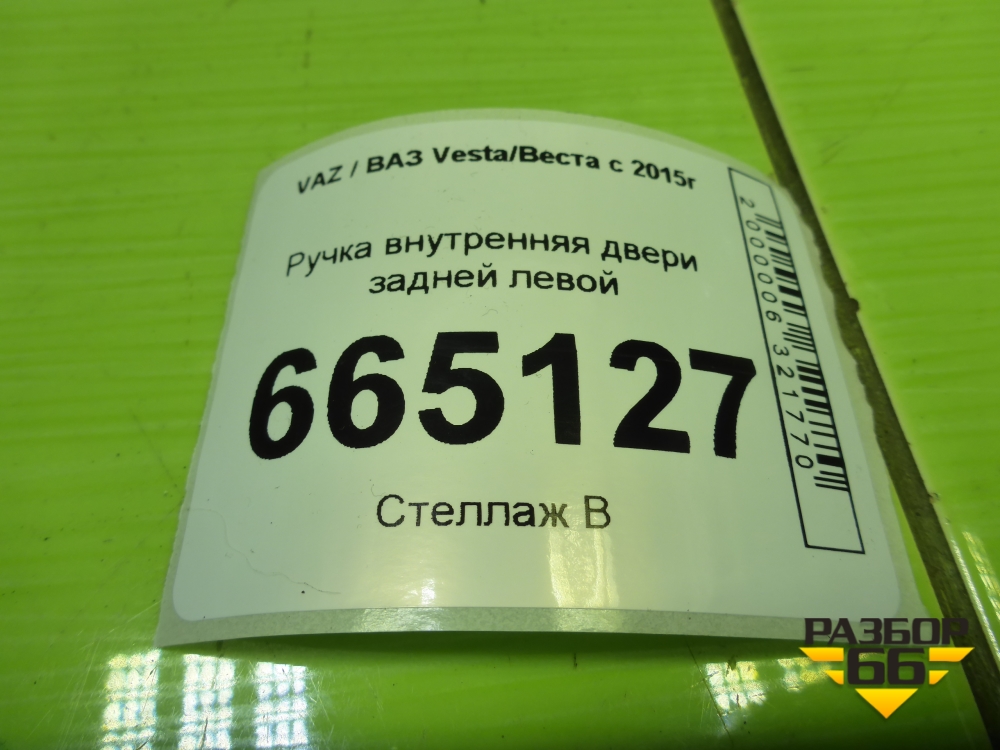 VAZ / ВАЗ Vesta/Веста с 2015г
Ручка внутренняя двери
задней левой
665127
Стеллаж В
2000006321770
РАЗБОР
66